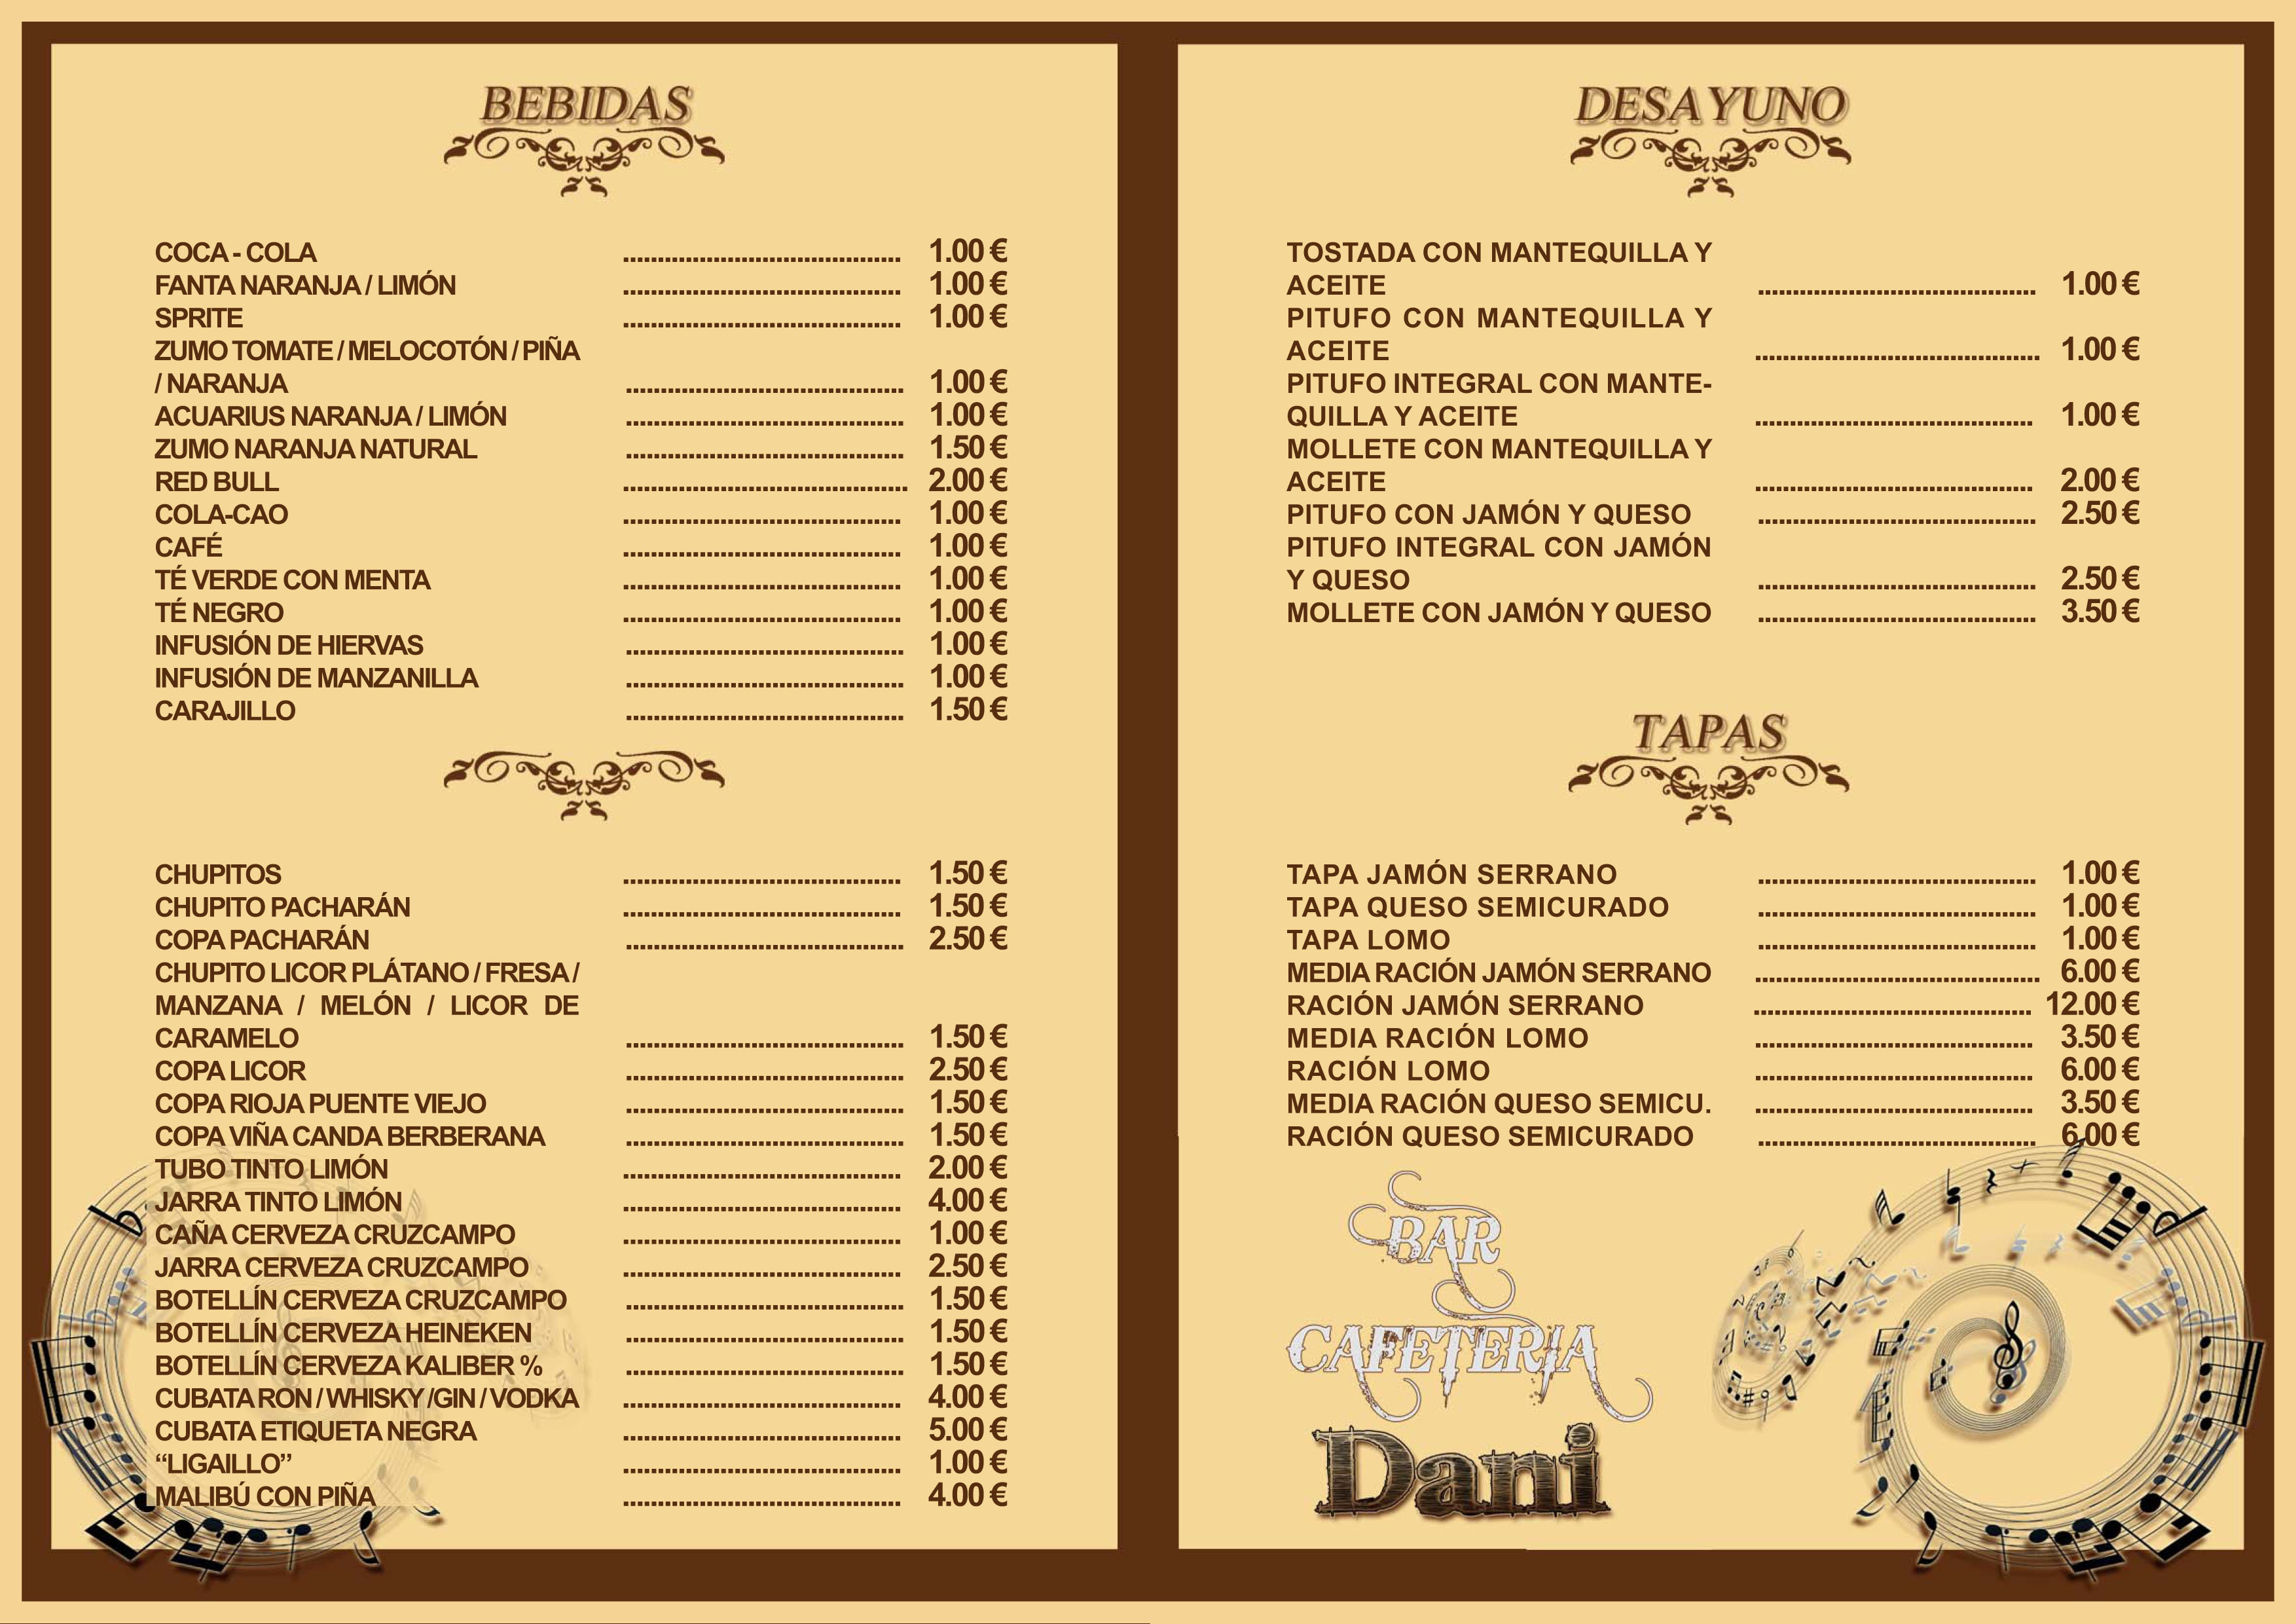 BEBIDAS
COCA - COLA ........................................ 1.00 €
FANTA NARANJA / LIMÓN ........................................ 1.00 €
SPRITE ........................................ 1.00 €
ZUMO TOMATE / MELOCOTÓN / PIÑA
/ NARANJA ........................................ 1.00 €
ACUARIUS NARANJA / LIMÓN ........................................ 1.00 €
ZUMO NARANJA NATURAL ........................................ 1.50 €
RED BULL ......................................... 2.00 €
COLA-CAO ........................................ 1.00 €
CAFÉ ........................................ 1.00 €
TÉ VERDE CON MENTA ........................................ 1.00 €
TÉ NEGRO ........................................ 1.00 €
INFUSIÓN DE HIERVAS ........................................ 1.00 €
INFUSIÓN DE MANZANILLA ........................................ 1.00 €
CARAJILLO ........................................ 1.50 €
CHUPITOS ........................................ 1.50 €
CHUPITO PACHARÁN ........................................ 1.50 €
COPA PACHARÁN ........................................ 2.50 €
CHUPITO LICOR PLÁTANO / FRESA /
MANZANA / MELÓN / LICOR DE
CARAMELO ........................................ 1.50 €
COPA LICOR ........................................ 2.50 €
COPA RIOJA PUENTE VIEJO ........................................ 1.50 €
COPA VIÑA CANDA BERBERANA ........................................ 1.50 €
TUBO TINTO LIMÓN ........................................ 2.00 €
JARRA TINTO LIMÓN ........................................ 4.00 €
CAÑA CERVEZA CRUZCAMPO ........................................ 1.00 €
JARRA CERVEZA CRUZCAMPO ........................................ 2.50 €
BOTELLÍN CERVEZA CRUZCAMPO ........................................ 1.50 €
BOTELLÍN CERVEZA HEINEKEN ........................................ 1.50 €
BOTELLÍN CERVEZA KALIBER % ........................................ 1.50 €
CUBATA RON / WHISKY /GIN / VODKA ........................................ 4.00 €
CUBATA ETIQUETA NEGRA ........................................ 5.00 €
“LIGAILLO” ........................................ 1.00 €
MALIBÚ CON PIÑA ........................................ 4.00 €
DESAYUNO
TOSTADA CON MANTEQUILLA Y
ACEITE ........................................ 1.00 €
PITUFO CON MANTEQUILLA Y
ACEITE ......................................... 1.00 €
PITUFO INTEGRAL CON MANTE-
QUILLA Y ACEITE ........................................ 1.00 €
MOLLETE CON MANTEQUILLA Y
ACEITE ........................................ 2.00 €
PITUFO CON JAMÓN Y QUESO ........................................ 2.50 €
PITUFO INTEGRAL CON JAMÓN
Y QUESO ........................................ 2.50 €
MOLLETE CON JAMÓN Y QUESO ........................................ 3.50 €
TAPAS
TAPA JAMÓN SERRANO ........................................ 1.00 €
TAPA QUESO SEMICURADO ........................................ 1.00 €
TAPA LOMO ........................................ 1.00 €
MEDIA RACIÓN JAMÓN SERRANO ......................................... 6.00 €
RACIÓN JAMÓN SERRANO ........................................ 12.00 €
MEDIA RACIÓN LOMO ........................................ 3.50 €
RACIÓN LOMO ........................................ 6.00 €
MEDIA RACIÓN QUESO SEMICU. ........................................ 3.50 €
RACIÓN QUESO SEMICURADO ........................................ 6.00 €
BAR
CAFETERIA
Dani